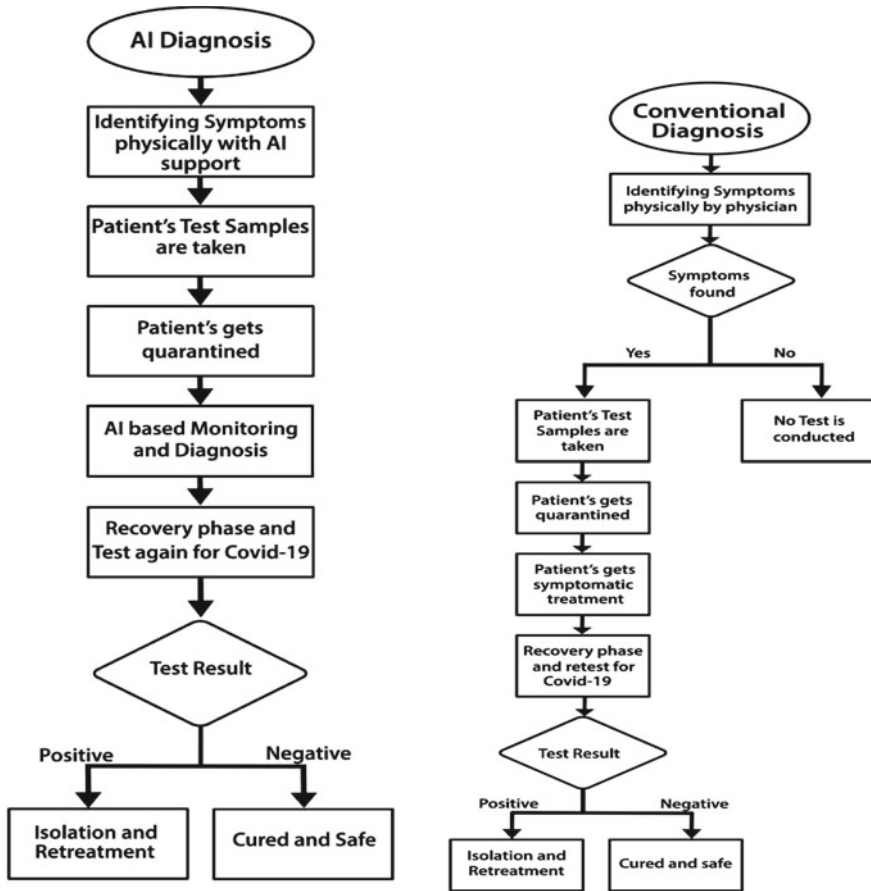 AI Diagnosis
Identifying Symptoms
physically with AI
support
Patient's Test Samples
are taken
Patient's gets
quarantined
AI based Monitoring
and Diagnosis
Recovery phase and
Test again for Covid-19
Test Result
Positive
Negative
Isolation and
Retreatment
Cured and Safe
Conventional
Diagnosis
Identifying Symptoms
physically by physician
Symptoms
found
Yes
No
Patient's Test
Samples are
taken
No Test is
conducted
Patient's gets
quarantined
Patient's gets
symptomatic
treatment
Recovery phase
and retest for
Covid-19
Test Result
Positive
Negative
Isolation and
Retreatment
Cured and safe